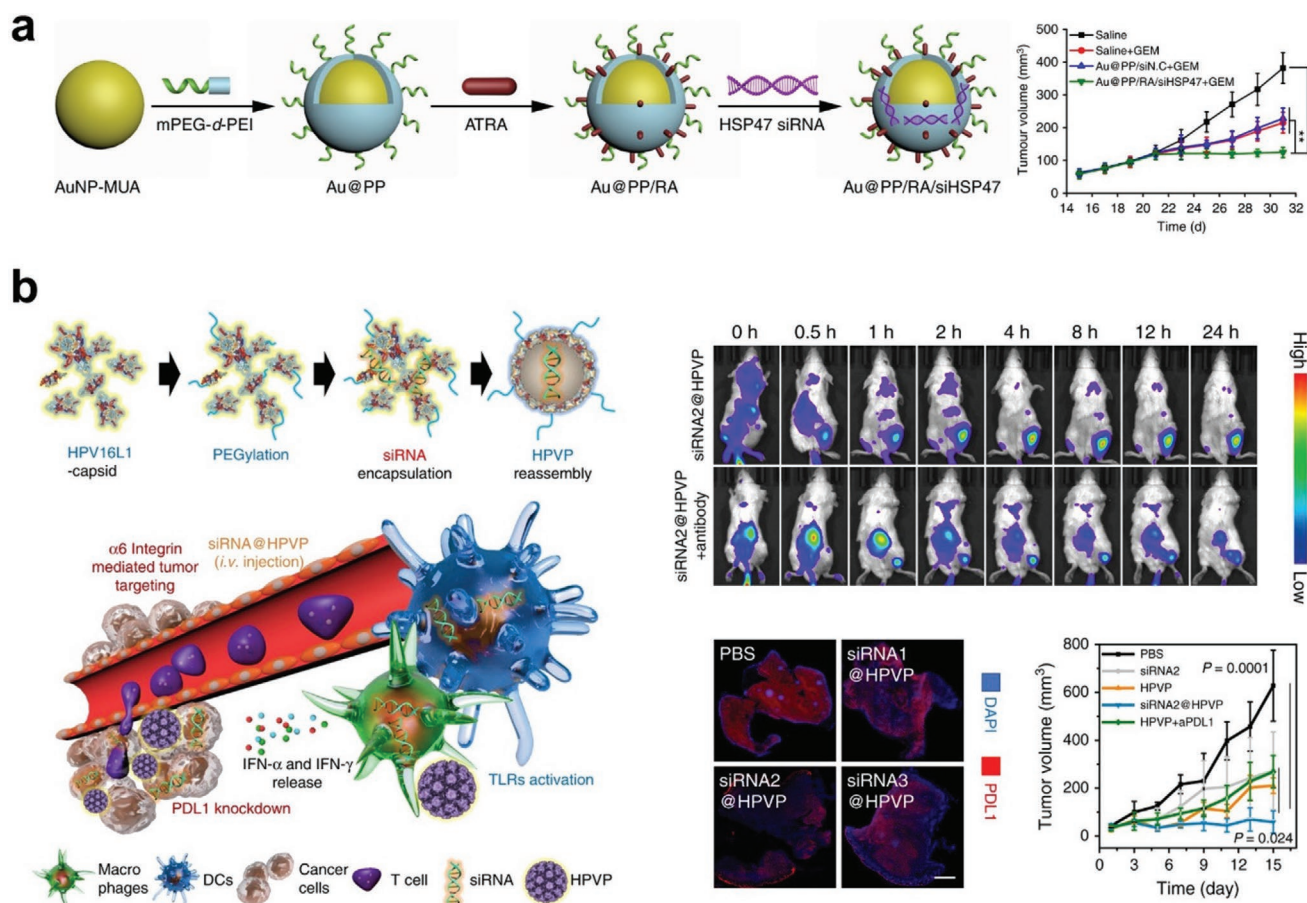 a
mPEG-d-PEI
ATRA
HSP47 siRNA
AuNP-MUA
Au@PP
Au@PP/RA
Au@PP/RA/siHSP47
Tumour volume (mm³)
500
400
300
200
100
0
Saline
Saline+GEM
Au@PP/siN.C+GEM
Au@PP/RA/siHSP47+GEM
**
14 16 18 20 22 24 26 28 30 32
Time (d)
b
HPV16L1
-capsid
PEGylation
siRNA
encapsulation
HPVP
reassembly
α6 Integrin
mediated tumor
targeting
siRNA@HPVP
(i.v. injection)
IFN-α and IFN-γ
release
TLRs activation
PDL1 knockdown
Macro
phages
DCs
Cancer
cells
T cell
siRNA
HPVP
0 h 0.5 h 1 h 2 h 4 h 8 h 12 h 24 h
siRNA2@HPVP
siRNA2@HPVP
+antibody
High
Low
PBS
siRNA1
@HPVP
siRNA2
@HPVP
siRNA3
@HPVP
DAPI
PDL1
Tumor volume (mm³)
800
600
400
200
0
PBS
siRNA2
HPVP
siRNA2@HPVP
HPVP+aPDL1
P = 0.0001
P = 0.024
0 3 6 9 12 15
Time (day)